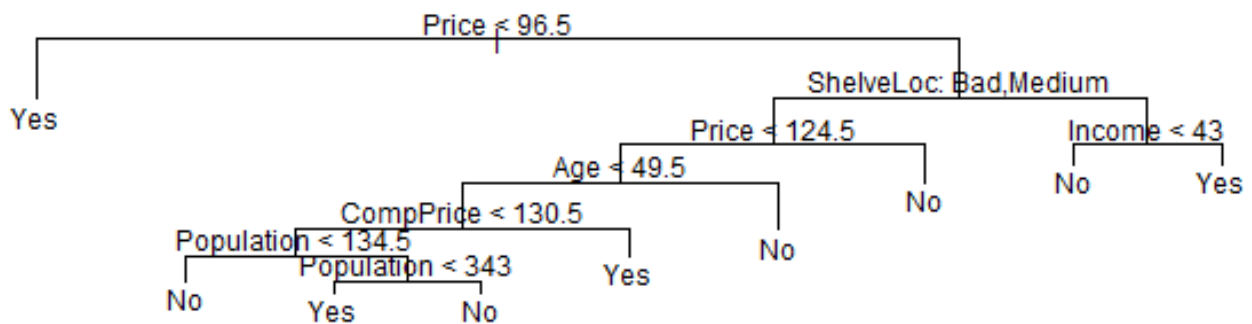 Price < 96.5
ShelveLoc: Bad,Medium
Yes
Price < 124.5
Income < 43
Age < 49.5
No
Yes
No
CompPrice < 130.5
Population < 134.5
No
Population < 343
Yes
No
Yes
No